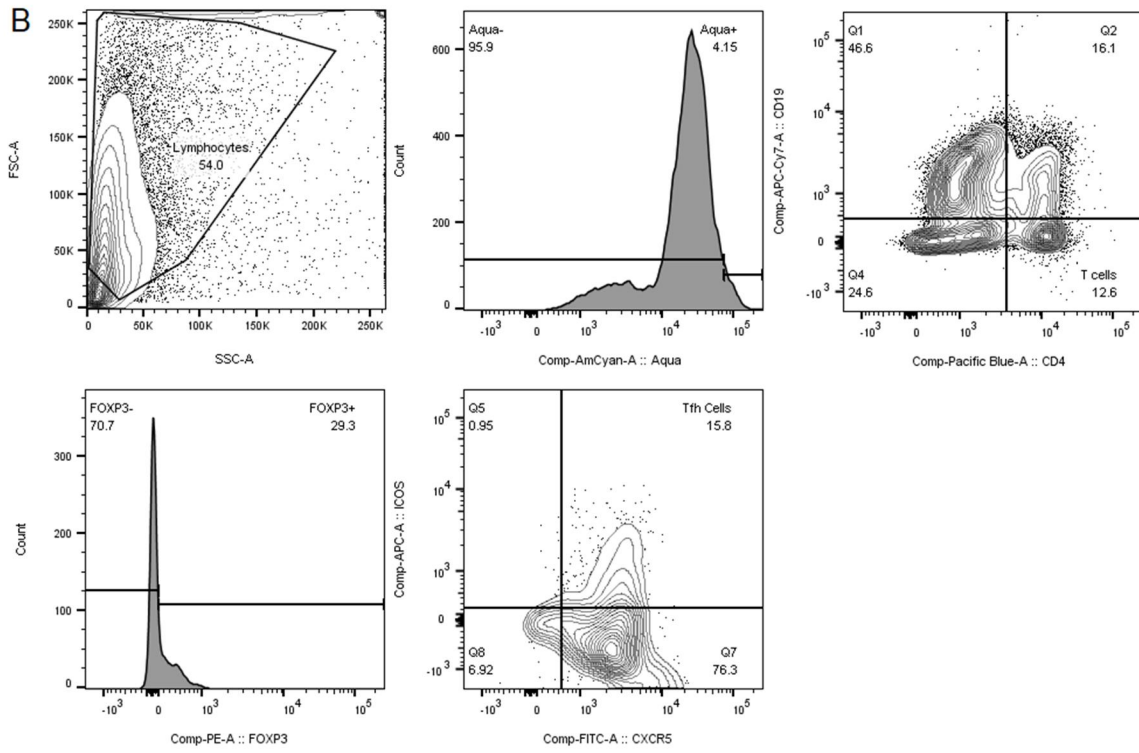 B
FSC-A
250K
200K
150K
100K
50K
0
Lymphocytes
54.0
0 50K 100K 150K 200K 250K
SSC-A
Count
600
400
200
0
Aqua-
95.9
Aqua+
4.15
-10³ 0 10³ 10⁴ 10⁵
Comp-AmCyan-A :: Aqua
Comp-APC-Cy7-A :: CD19
10⁵
10⁴
10³
0
-10³
Q1
46.6
Q2
16.1
Q4
24.6
T cells
12.6
-10³ 0 10³ 10⁴ 10⁵
Comp-Pacific Blue-A :: CD4
Count
300
200
100
0
FOXP3-
70.7
FOXP3+
29.3
-10³ 0 10³ 10⁴ 10⁵
Comp-PE-A :: FOXP3
Comp-APC-A :: ICOS
10⁵
10⁴
10³
0
-10³
Q5
0.95
Tfh Cells
15.8
Q8
6.92
Q7
76.3
-10³ 0 10³ 10⁴ 10⁵
Comp-FITC-A :: CXCR5